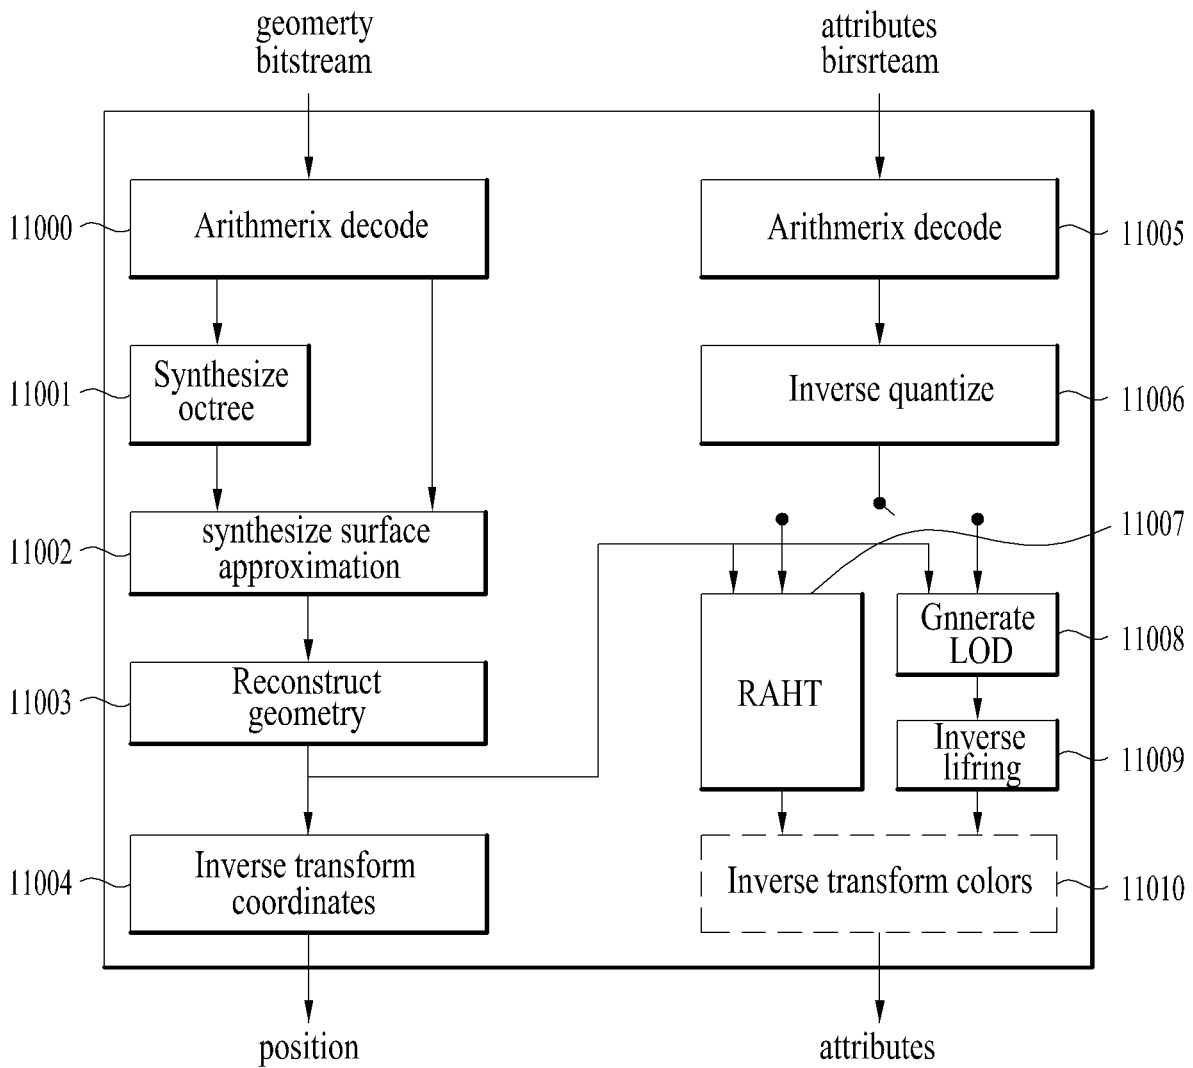 geomerty
bitstream
attributes
birsrteam
11000
Arithmerix decode
Arithmerix decode
11005
11001
Synthesize
octree
Inverse quantize
11006
11002
synthesize surface
approximation
11007
11003
Reconstruct
geometry
RAHT
Gnnerate
LOD
11008
Inverse
lifring
11009
11004
Inverse transform
coordinates
Inverse transform colors
11010
position
attributes